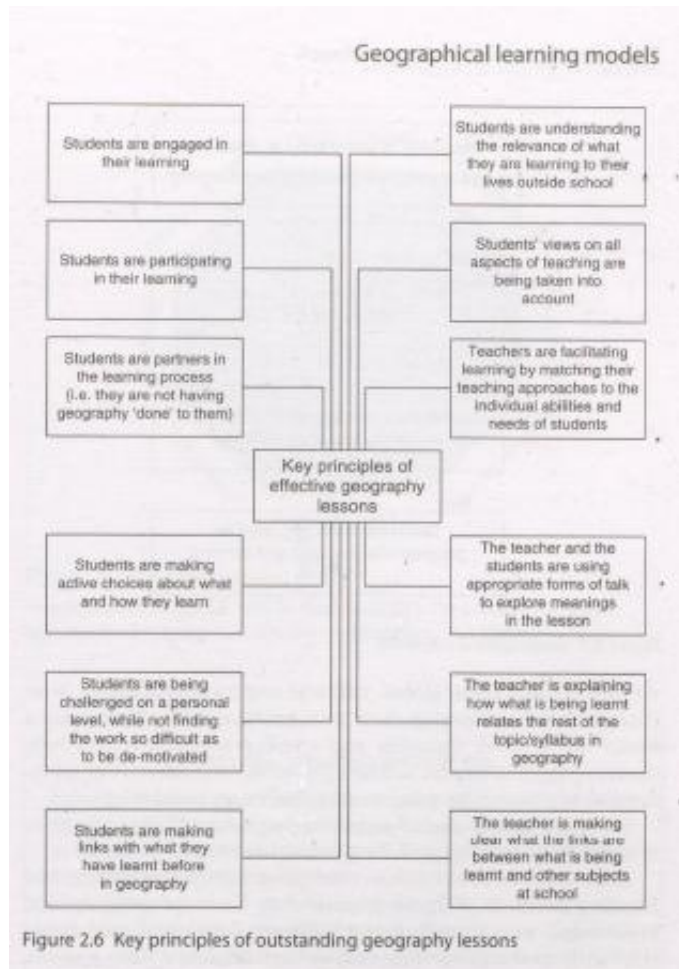 Geographical learning models
Students are engaged in
their learning
Students are understanding
the relevance of what
they are learning to their
lives outside school
Students are participating
in their learning
Students' views on all
aspects of teaching are
being taken into
account
Students are partners in
the learning process
(i.e. they are not having
geography 'done' to them)
Teachers are facilitating
learning by matching their
teaching approaches to the
individual abilities and
needs of students
Key principles of
effective geography
lessons
Students are making
active choices about what
and how they learn
The teacher and the
students are using
appropriate forms of talk
to explore meanings
in the lesson
Students are being
challenged on a personal
level, while not finding
the work so difficult as
to be de-motivated
The teacher is explaining
how what is being learnt
relates the rest of the
topic/syllabus in
geography
Students are making
links with what they
have learnt before
in geography
The teacher is making
clear what the links are
between what is being
learnt and other subjects
at school
Figure 2.6 Key principles of outstanding geography lessons